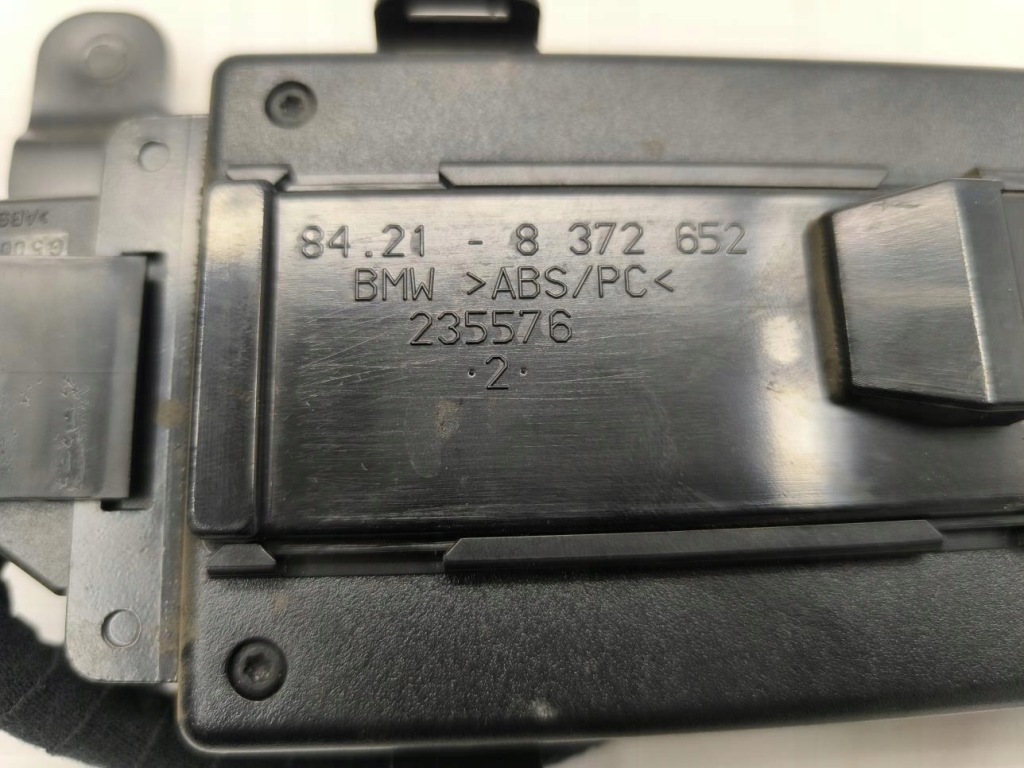 84.21 - 8 372 652
BMW >ABS/PC<
235576
·2·